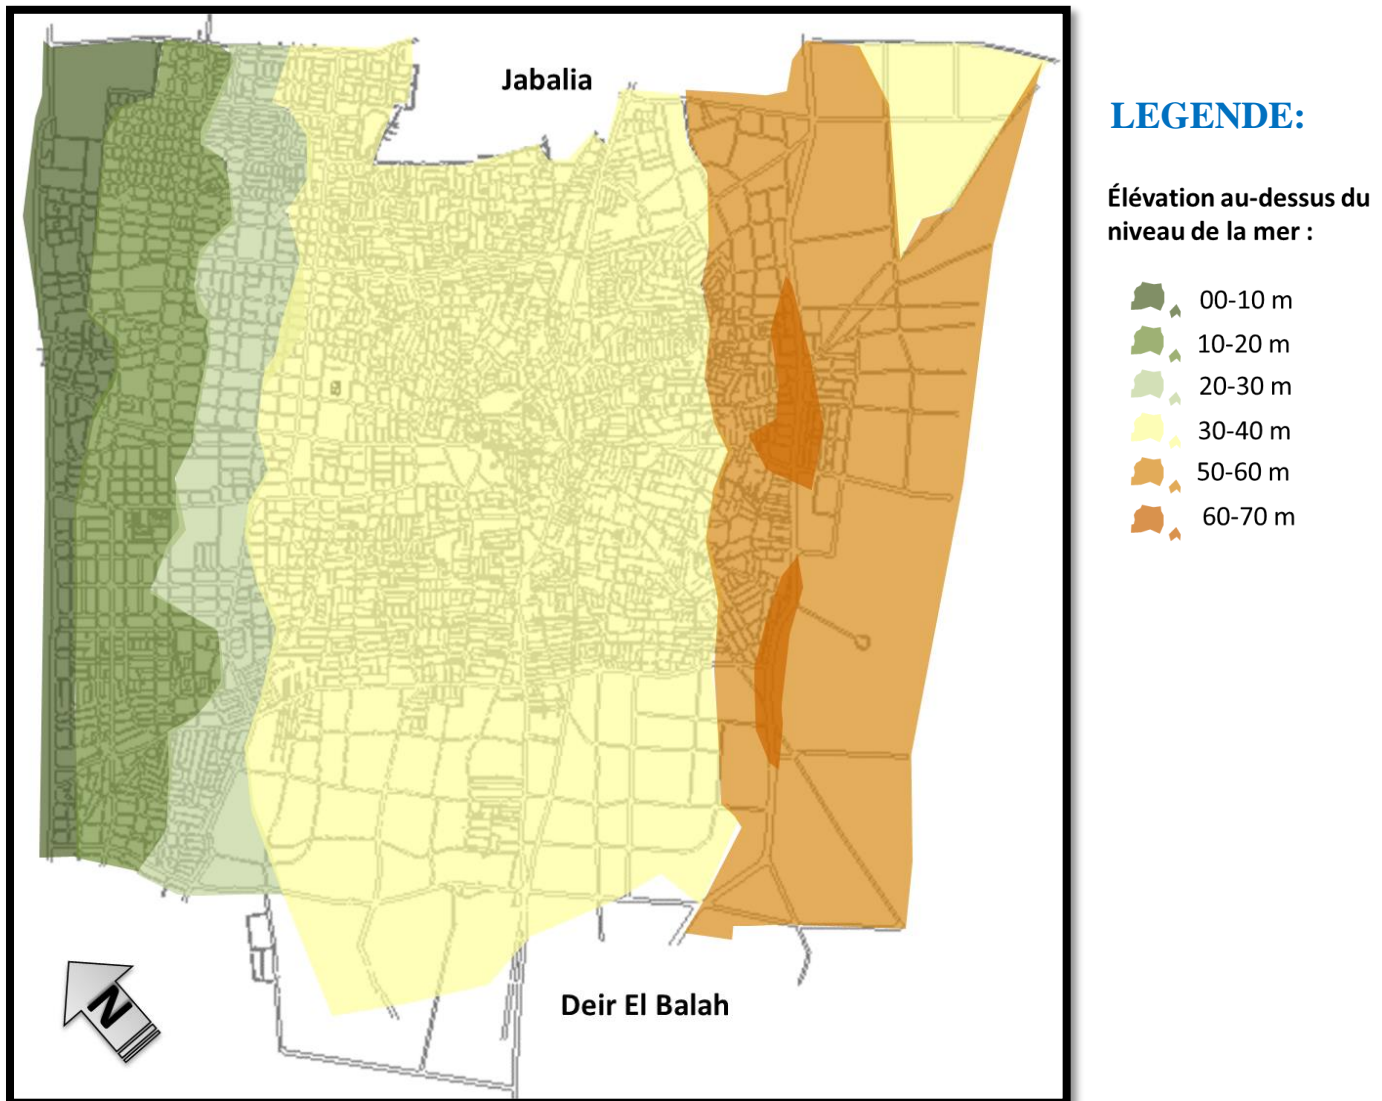 Jabalia
LEGENDE:
Élévation au-dessus du
niveau de la mer :
00-10 m
10-20 m
20-30 m
30-40 m
50-60 m
60-70 m
Deir El Balah
N